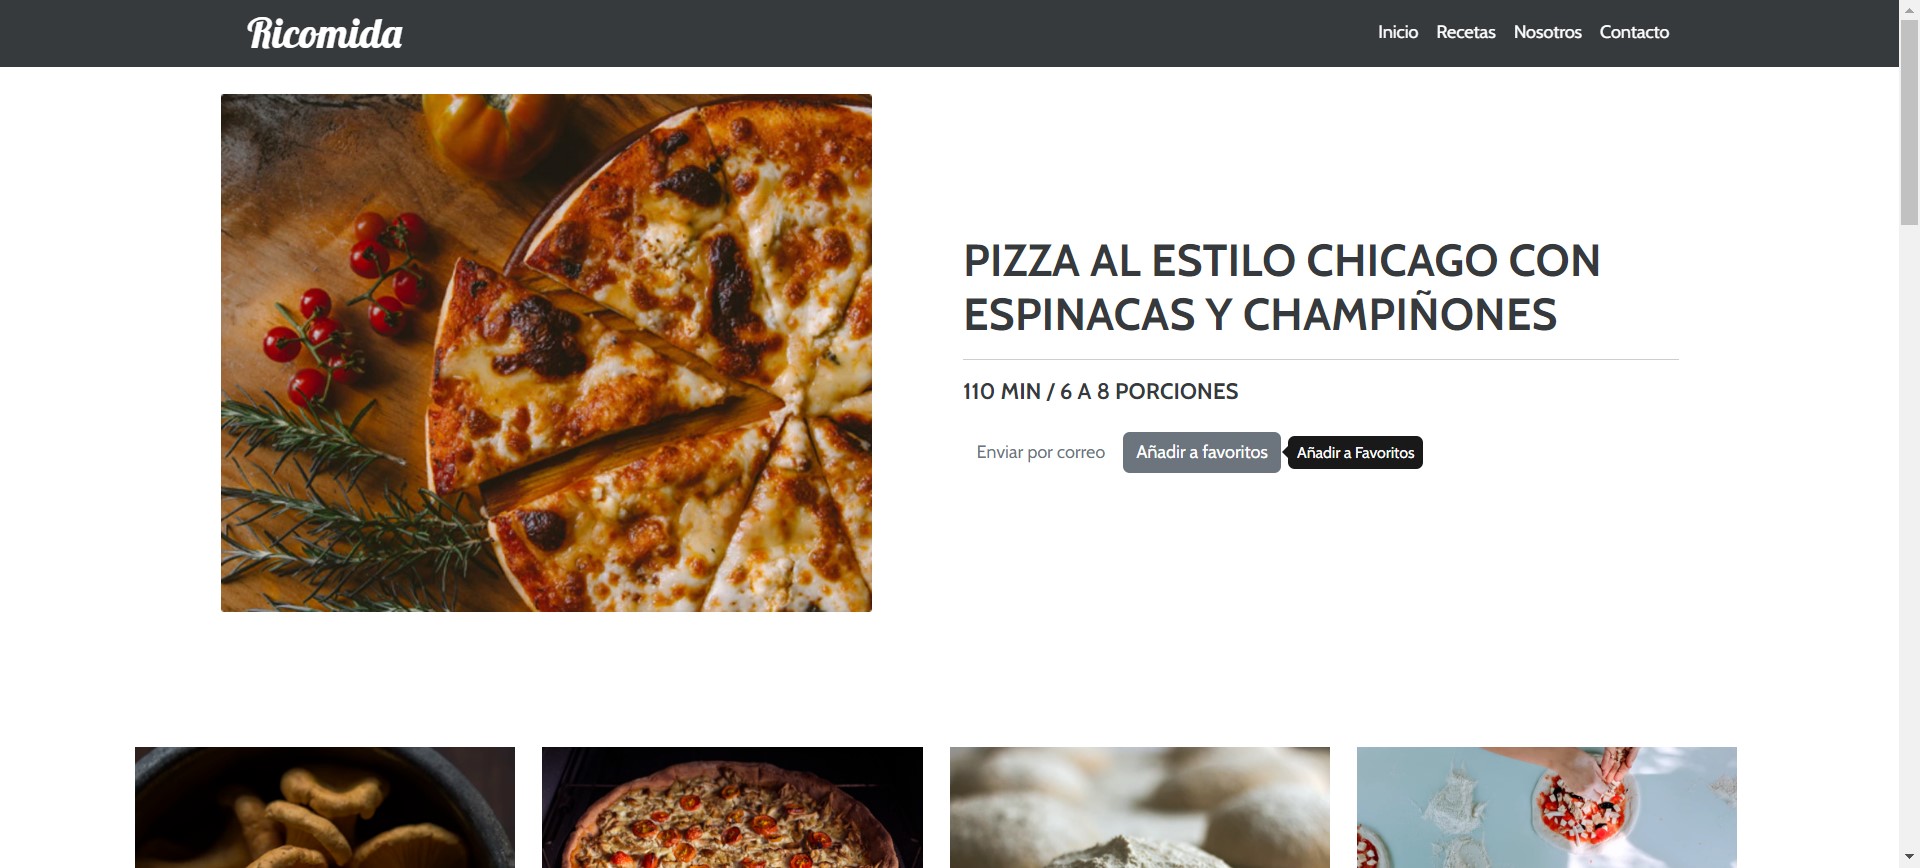 Ricomida
Inicio Recetas Nosotros Contacto
PIZZA AL ESTILO CHICAGO CON
ESPINACAS Y CHAMPIÑONES
110 MIN / 6 A 8 PORCIONES
Enviar por correo Añadir a favoritos Añadir a Favoritos